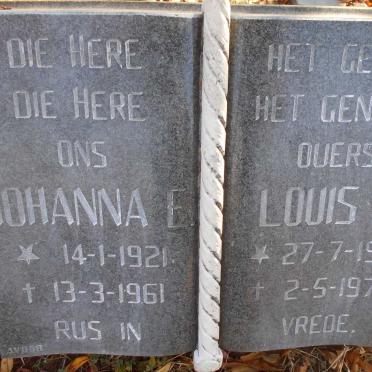 DIE HERE HET GE
DIE HERE HET GEN
ONS OUERS
JOHANNA E LOUIS
★ 14-1-1921 ★ 27-7-19
† 13-3-1961 † 2-5-197
RUS IN VREDE.